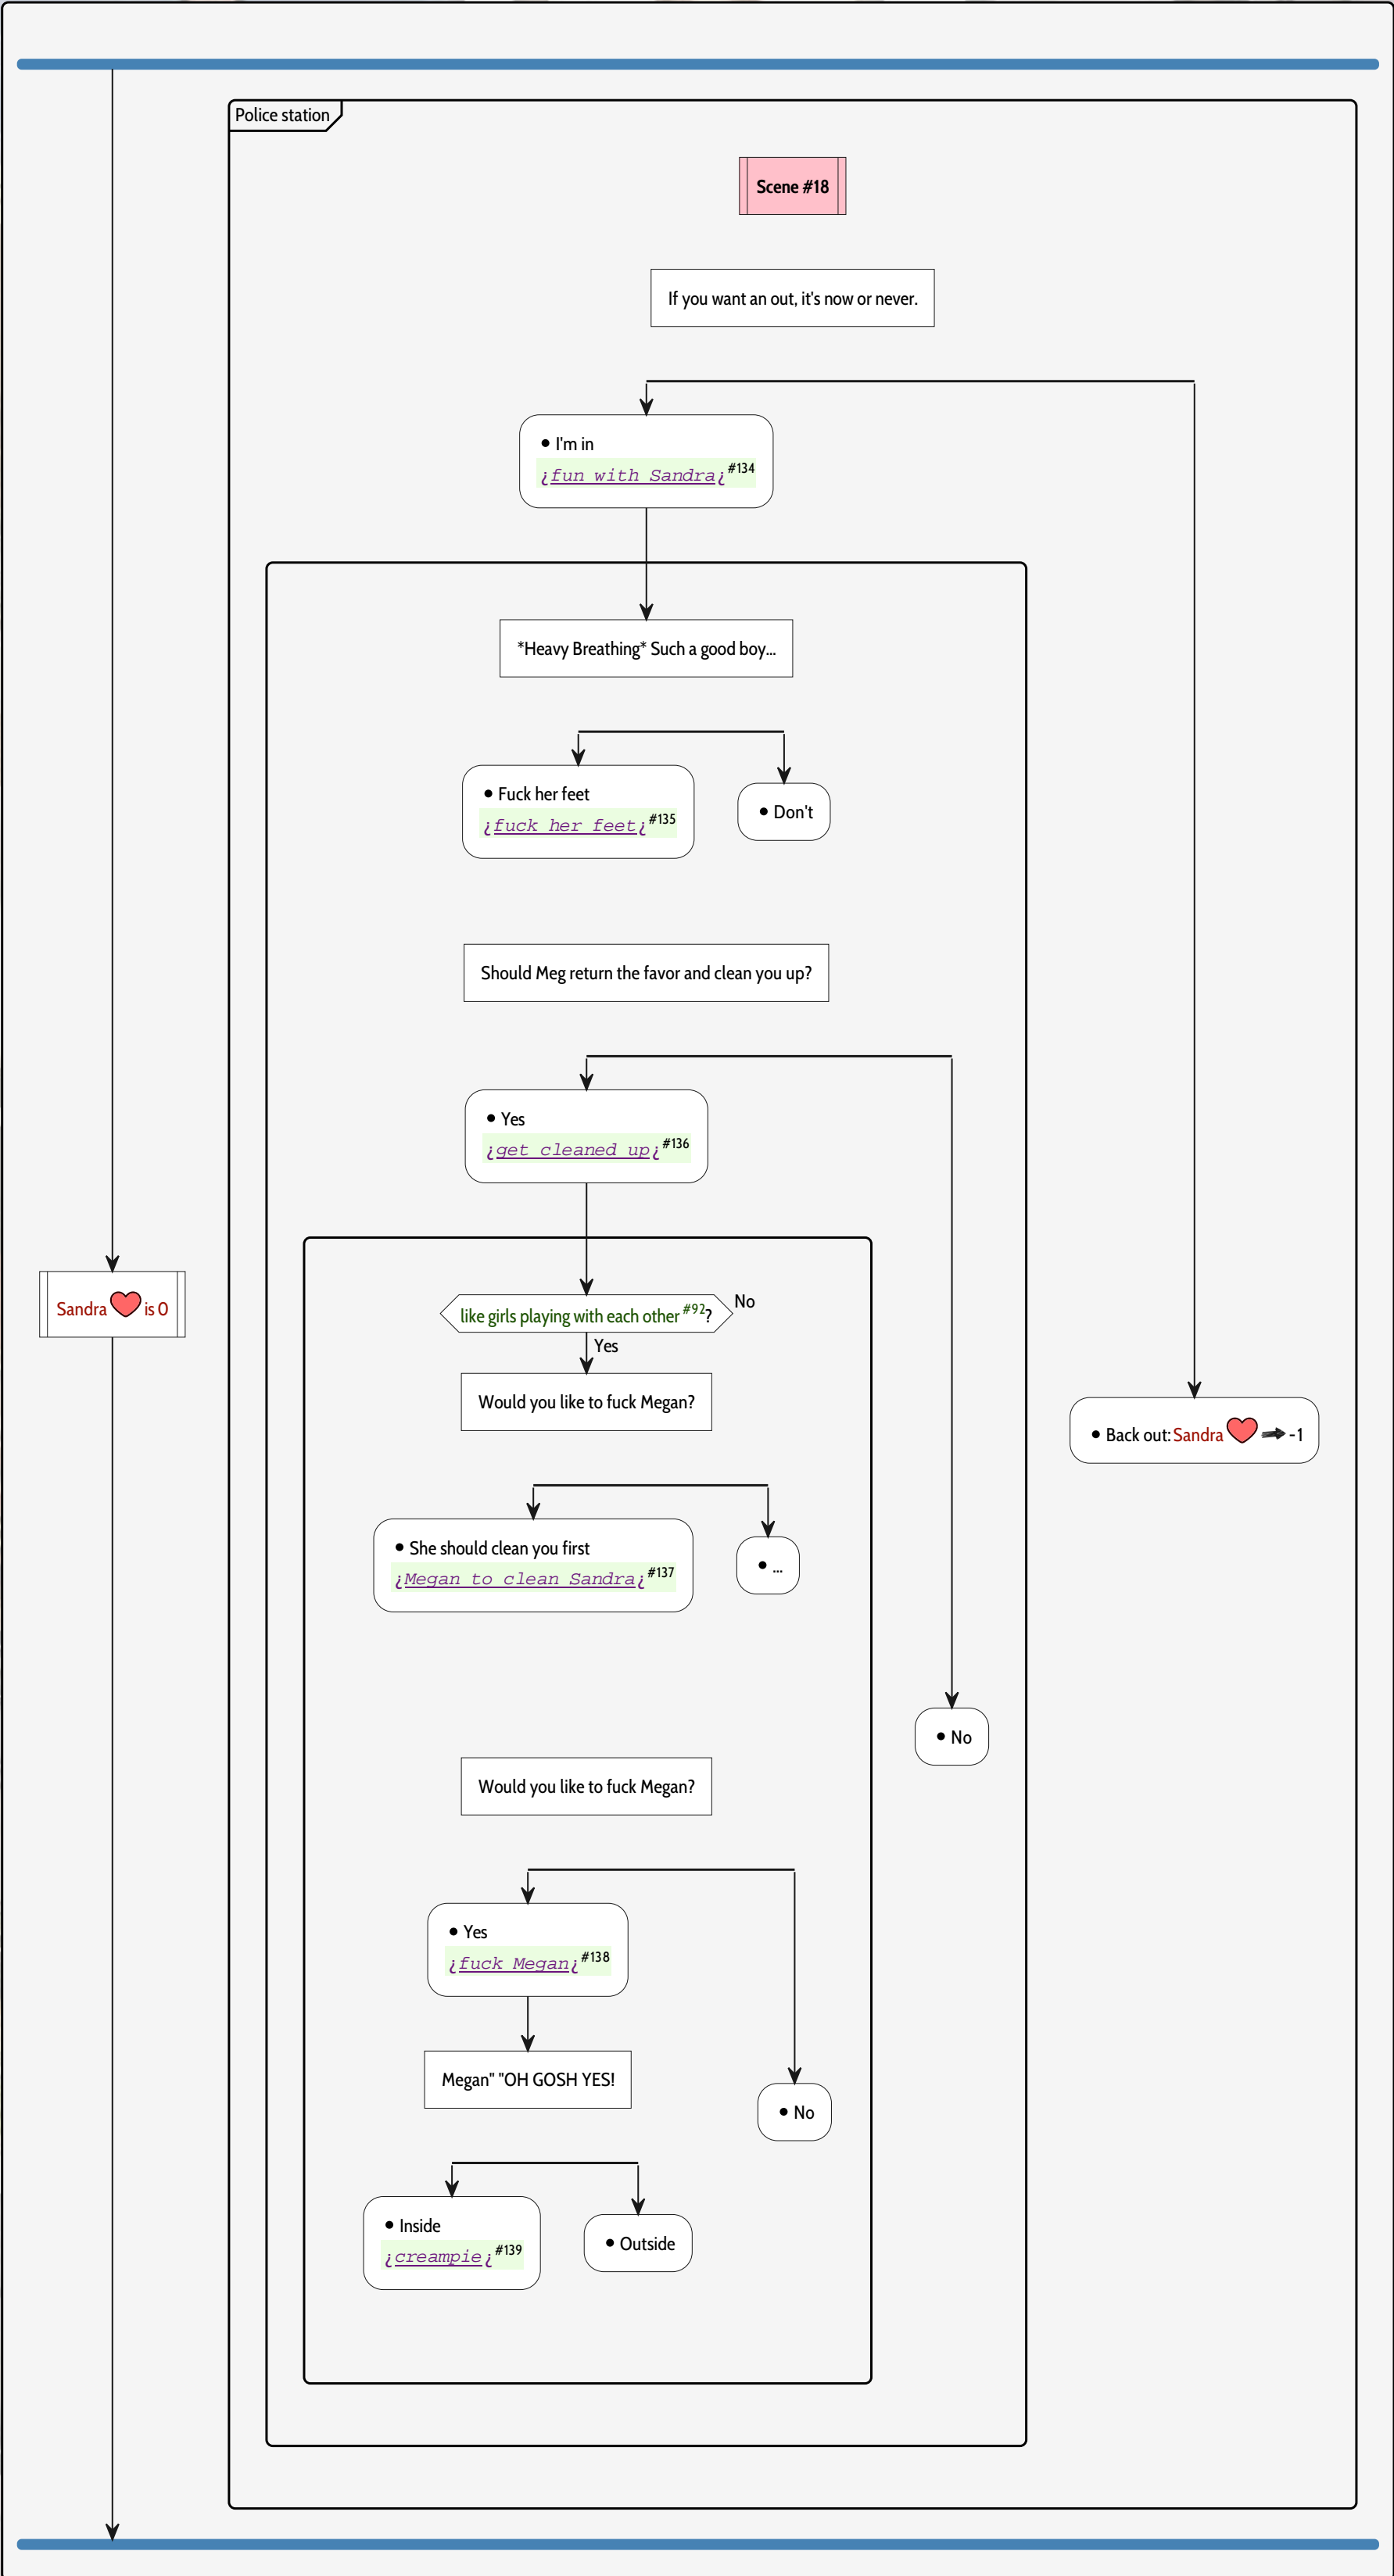 Police station
Scene #18
If you want an out, it's now or never.
• I'm in
¿fun with Sandra¿#134
*Heavy Breathing* Such a good boy...
• Fuck her feet
¿fuck her feet¿#135
• Don't
Should Meg return the favor and clean you up?
• Yes
¿get cleaned up¿#136
like girls playing with each other #92?
No
Yes
Would you like to fuck Megan?
• She should clean you first
¿Megan to clean Sandra¿#137
• ...
Would you like to fuck Megan?
• Yes
¿fuck Megan¿#138
Megan" "OH GOSH YES!
• Inside
¿creampie¿#139
• Outside
• No
• No
• Back out: Sandra ❤ ➡ -1
Sandra ❤ is 0